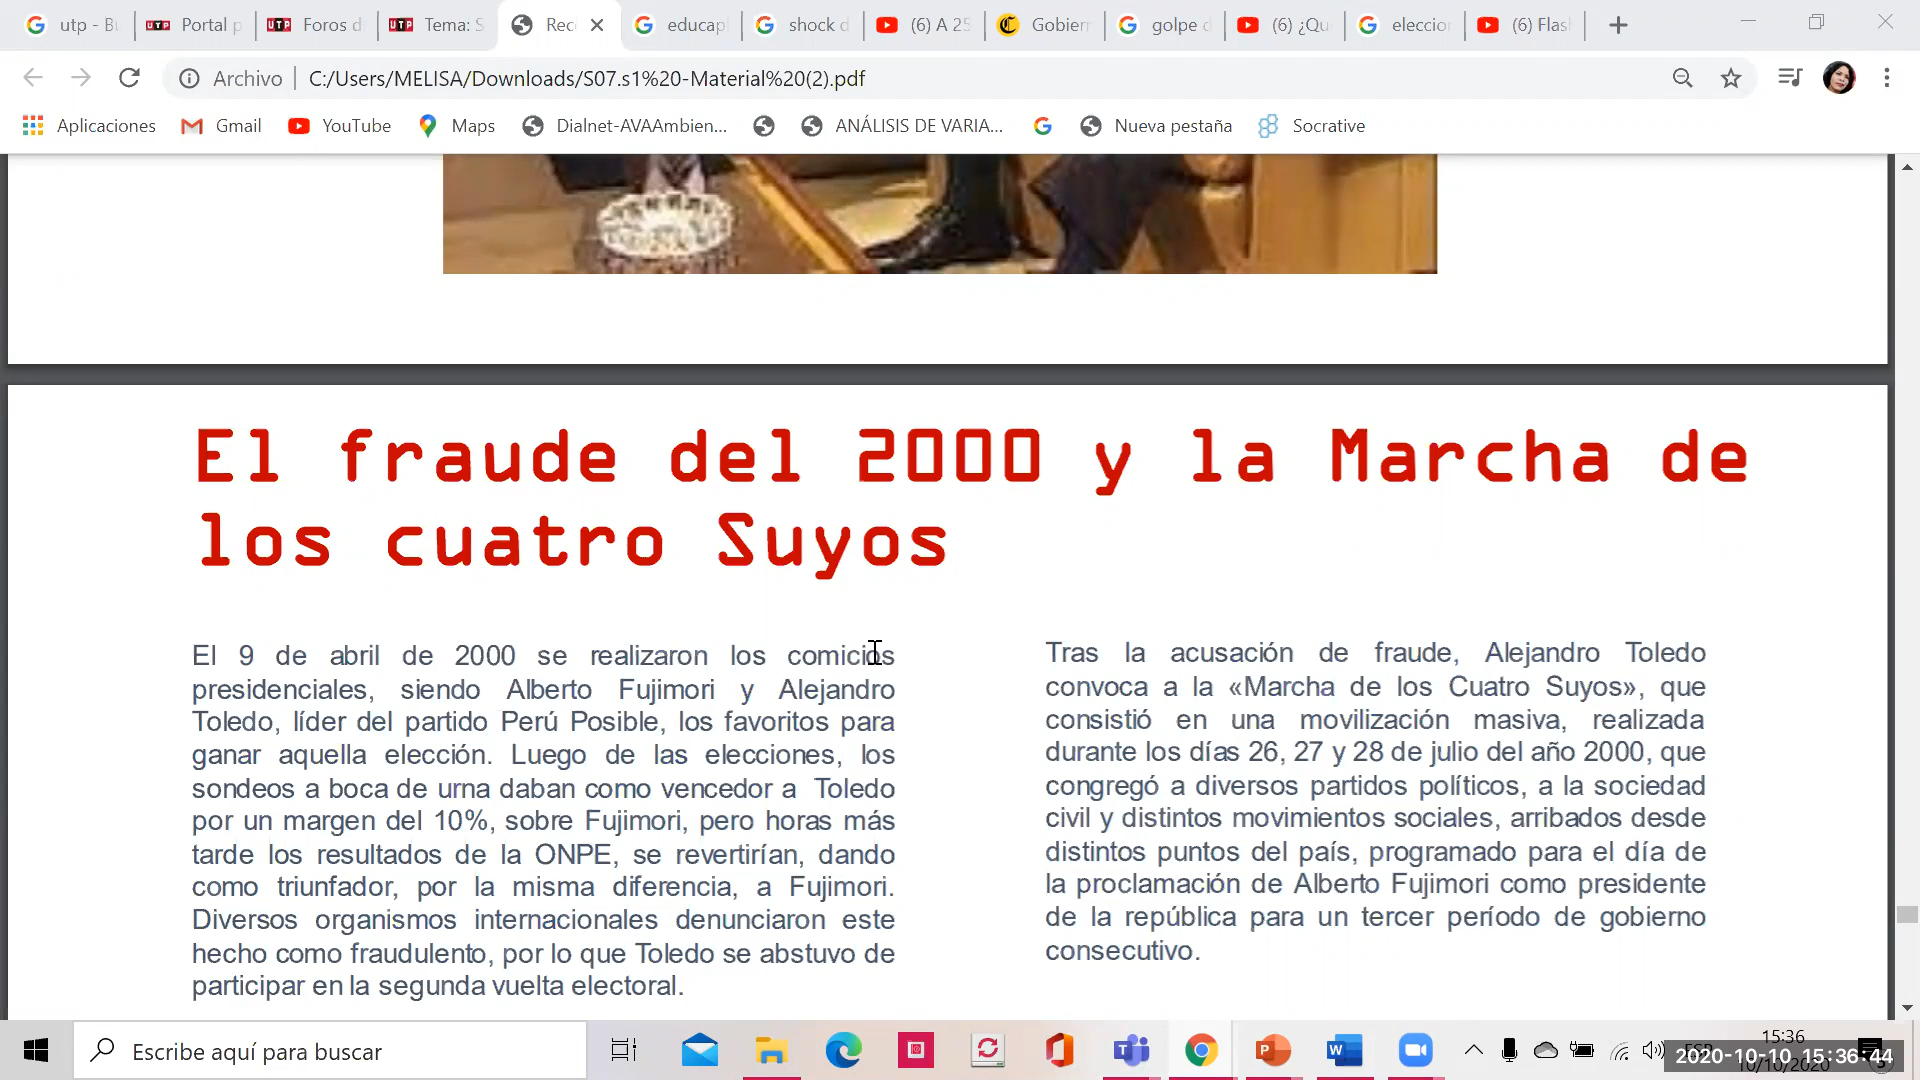 utp - Bu
Portal p
Foros d
Tema: S
Rec
educap
shock d
(6) A 25
Gobiern
golpe d
(6) ¿Qu
eleccion
(6) Flas
Archivo
C:/Users/MELISA/Downloads/S07.s1%20-Material%20(2).pdf
Aplicaciones
Gmail
YouTube
Maps
Dialnet-AVAAmbien...
ANÁLISIS DE VARIA...
Nueva pestaña
Socrative
El fraude del 2000 y la Marcha de
los cuatro Suyos
El 9 de abril de 2000 se realizaron los comicios
presidenciales, siendo Alberto Fujimori y Alejandro
Toledo, líder del partido Perú Posible, los favoritos para
ganar aquella elección. Luego de las elecciones, los
sondeos a boca de urna daban como vencedor a Toledo
por un margen del 10%, sobre Fujimori, pero horas más
tarde los resultados de la ONPE, se revertirían, dando
como triunfador, por la misma diferencia, a Fujimori.
Diversos organismos internacionales denunciaron este
hecho como fraudulento, por lo que Toledo se abstuvo de
participar en la segunda vuelta electoral.
Tras la acusación de fraude, Alejandro Toledo
convoca a la «Marcha de los Cuatro Suyos», que
consistió en una movilización masiva, realizada
durante los días 26, 27 y 28 de julio del año 2000, que
congregó a diversos partidos políticos, a la sociedad
civil y distintos movimientos sociales, arribados desde
distintos puntos del país, programado para el día de
la proclamación de Alberto Fujimori como presidente
de la república para un tercer período de gobierno
consecutivo.
Escribe aquí para buscar
15:36
10/10/2020
2020-10-10 15:36:44